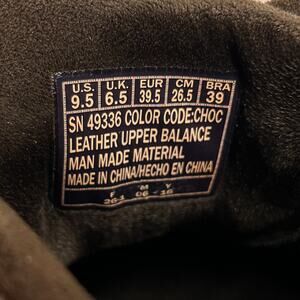 U.S. U.K. EUR CM BRA
9.5 6.5 39.5 26.5 39
SN 49336 COLOR CODE:CHOC
LEATHER UPPER BALANCE
MAN MADE MATERIAL
MADE IN CHINA/HECHO EN CHINA
F M Y
06